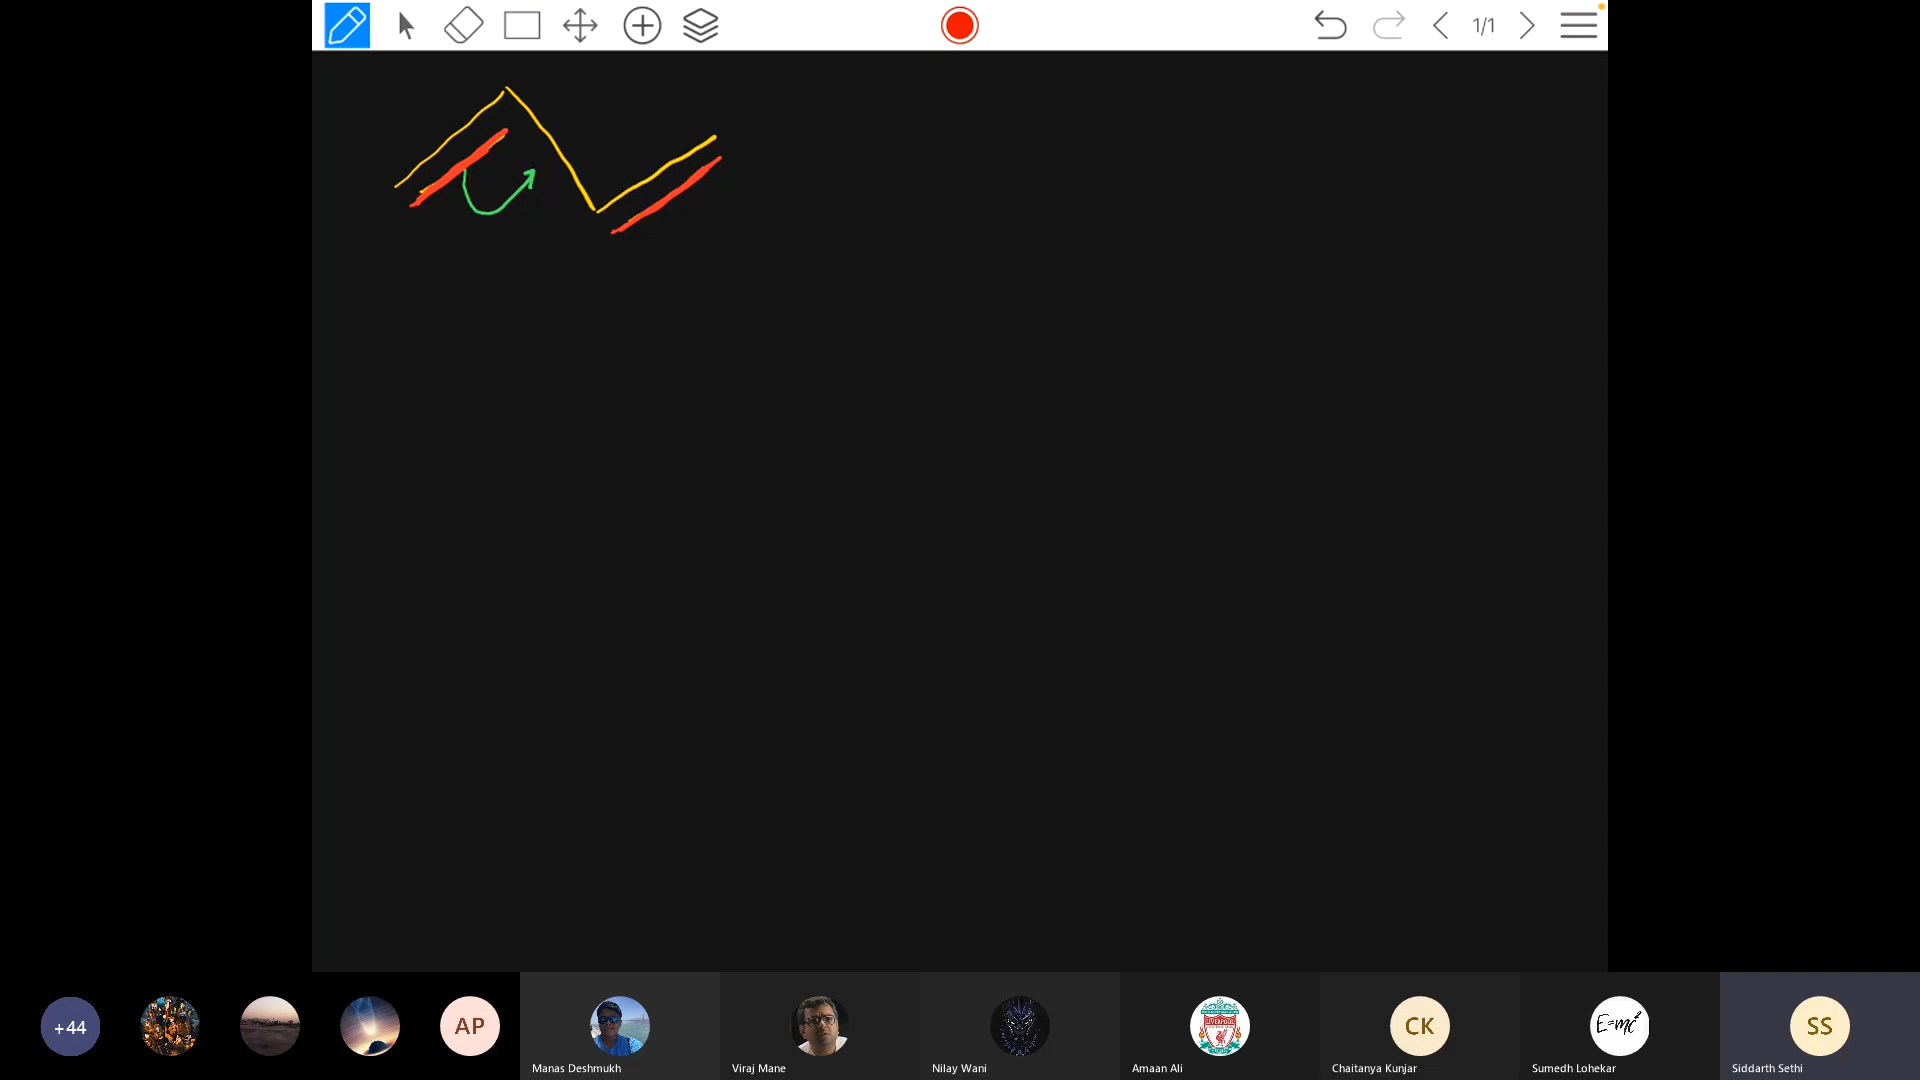 1/1
+44
AP
LIVERPOOL
CK
E=mc²
SS
Manas Deshmukh
Viraj Mane
Nilay Wani
Amaan Ali
Chaitanya Kunjar
Sumedh Lohekar
Siddarth Sethi